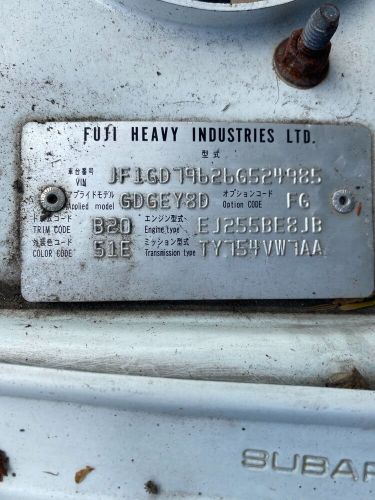 FUJI HEAVY INDUSTRIES LTD.
型式
車台番号
VIN JF1GD79626G524985
アプライドモデル オプションコード
Applied model GDGEY8D Option CODE FG
トリムコード エンジン型式
TRIM CODE B20 Engine type EJ255BE8JB
外装色コード ミッション型式
COLOR CODE 51E Transmission type TY754VW7AA
SUBAR